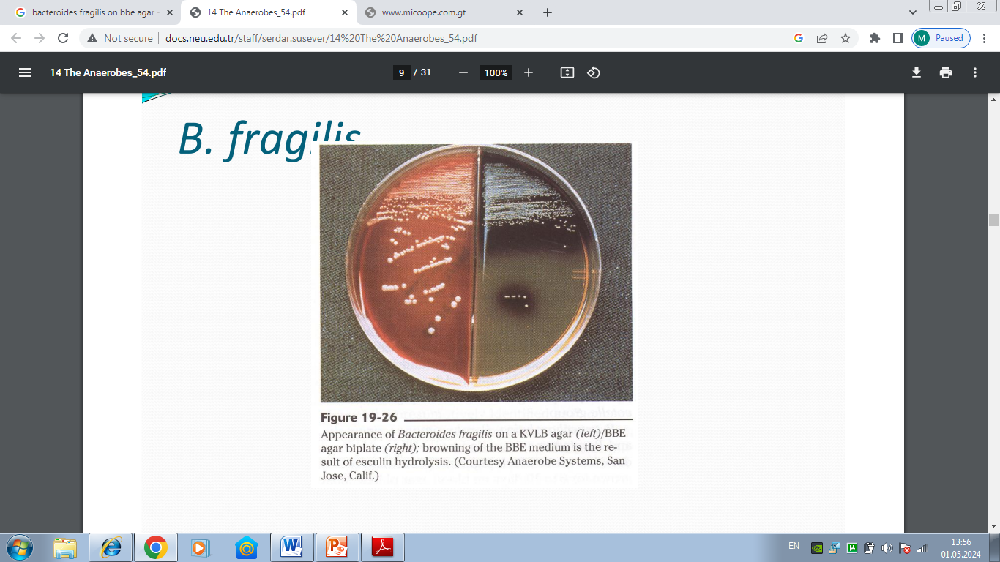 bacteroides fragilis on bbe agar -
14 The Anaerobes_54.pdf
www.micoope.com.gt
Not secure
docs.neu.edu.tr/staff/serdar.susever/14%20The%20Anaerobes_54.pdf
M Paused
14 The Anaerobes_54.pdf
9 / 31
100%
B. fragilis
Figure 19-26
Appearance of Bacteroides fragilis on a KVLB agar (left)/BBE
agar biplate (right); browning of the BBE medium is the re-
sult of esculin hydrolysis. (Courtesy Anaerobe Systems, San
Jose, Calif.)
EN
13:56
01.05.2024